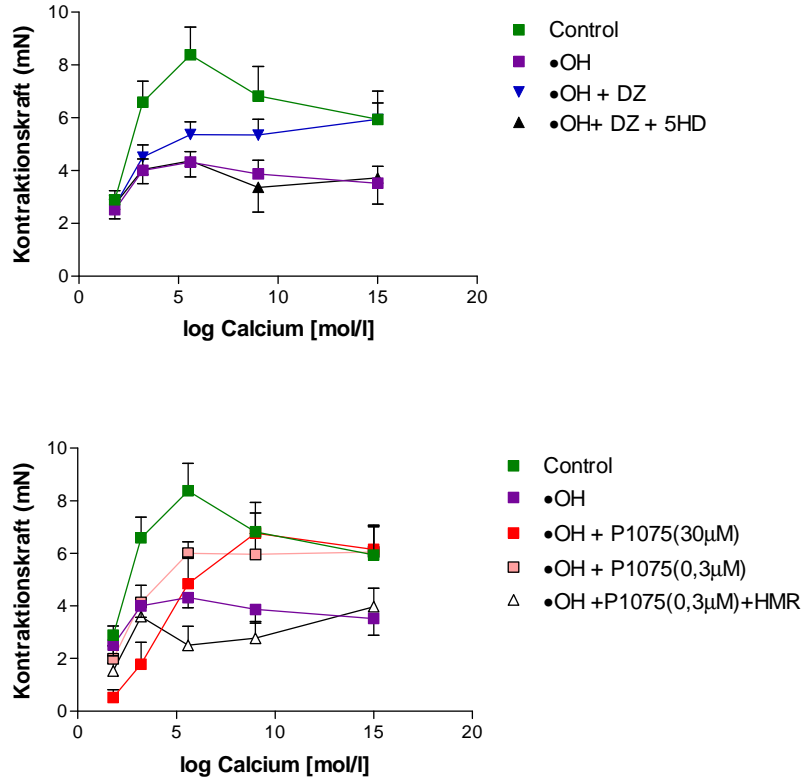 10
8
6
4
2
0
Kontraktionskraft (mN)
0 5 10 15 20
log Calcium [mol/l]
Control
●OH
●OH + DZ
●OH+ DZ + 5HD
10
8
6
4
2
0
Kontraktionskraft (mN)
0 5 10 15 20
log Calcium [mol/l]
Control
●OH
●OH + P1075(30µM)
●OH + P1075(0,3µM)
●OH +P1075(0,3µM)+HMR